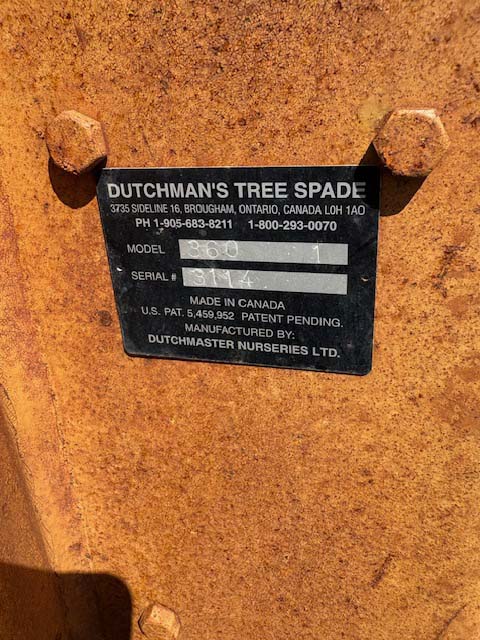 DUTCHMAN'S TREE SPADE
3735 SIDELINE 16, BROUGHAM, ONTARIO, CANADA L0H 1A0
PH 1-905-683-8211 1-800-293-0070
MODEL 360 1
SERIAL # 3114
MADE IN CANADA
U.S. PAT. 5,459,952 PATENT PENDING.
MANUFACTURED BY:
DUTCHMASTER NURSERIES LTD.